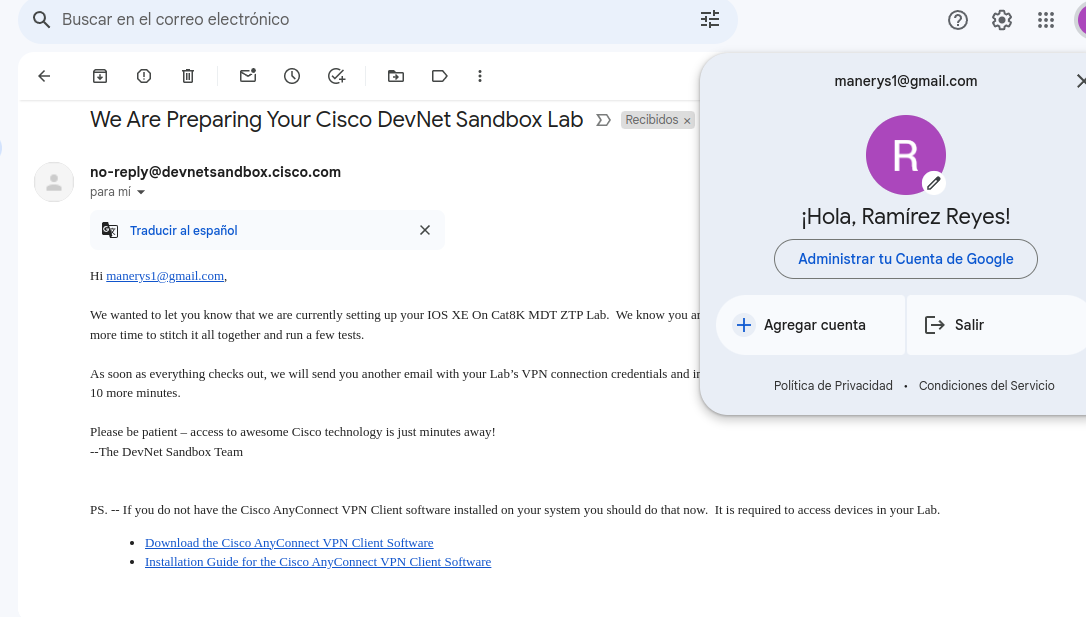 Buscar en el correo electrónico
We Are Preparing Your Cisco DevNet Sandbox Lab
Recibidos ×
no-reply@devnetsandbox.cisco.com
para mí
Traducir al español
Hi manerys1@gmail.com,
We wanted to let you know that we are currently setting up your IOS XE On Cat8K MDT ZTP Lab.  We know you
more time to stitch it all together and run a few tests.
As soon as everything checks out, we will send you another email with your Lab's VPN connection credentials and
10 more minutes.
Please be patient – access to awesome Cisco technology is just minutes away!
--The DevNet Sandbox Team
PS. -- If you do not have the Cisco AnyConnect VPN Client software installed on your system you should do that now.  It is required to access devices in your Lab.
Download the Cisco AnyConnect VPN Client Software
Installation Guide for the Cisco AnyConnect VPN Client Software
manerys1@gmail.com
R
¡Hola, Ramírez Reyes!
Administrar tu Cuenta de Google
Agregar cuenta
Salir
Política de Privacidad • Condiciones del Servicio